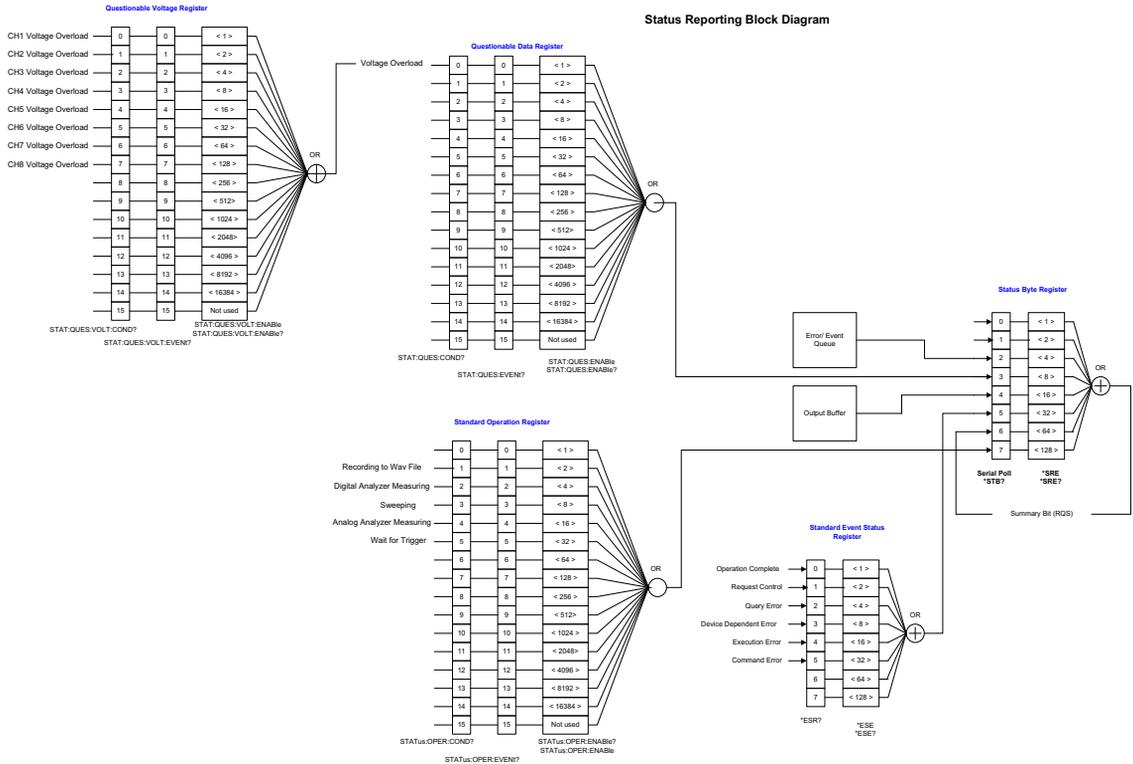 Status Reporting Block Diagram
Questionable Voltage Register
CH1 Voltage Overload 0 0 < 1 >
CH2 Voltage Overload 1 1 < 2 >
CH3 Voltage Overload 2 2 < 4 >
CH4 Voltage Overload 3 3 < 8 >
CH5 Voltage Overload 4 4 < 16 >
CH6 Voltage Overload 5 5 < 32 >
CH7 Voltage Overload 6 6 < 64 >
CH8 Voltage Overload 7 7 < 128 >
8 8 < 256 >
9 9 < 512>
10 10 < 1024 >
11 11 < 2048>
12 12 < 4096 >
13 13 < 8192 >
14 14 < 16384 >
15 15 Not used
OR
STAT:QUES:VOLT:COND?
STAT:QUES:VOLT:EVENt?
STAT:QUES:VOLT:ENABle
STAT:QUES:VOLT:ENABle?
Questionable Data Register
Voltage Overload 0 0 < 1 >
1 1 < 2 >
2 2 < 4 >
3 3 < 8 >
4 4 < 16 >
5 5 < 32 >
6 6 < 64 >
7 7 < 128 >
8 8 < 256 >
9 9 < 512>
10 10 < 1024 >
11 11 < 2048>
12 12 < 4096 >
13 13 < 8192 >
14 14 < 16384 >
15 15 Not used
OR
STAT:QUES:COND?
STAT:QUES:EVENt?
STAT:QUES:ENABle
STAT:QUES:ENABle?
Error/ Event
Queue
Output Buffer
Status Byte Register
0 < 1 >
1 < 2 >
2 < 4 >
3 < 8 >
4 < 16 >
5 < 32 >
6 < 64 >
7 < 128 >
OR
Serial Poll
*STB?
*SRE
*SRE?
Summary Bit (RQS)
Standard Operation Register
0 0 < 1 >
Recording to Wav File 1 1 < 2 >
Digital Analyzer Measuring 2 2 < 4 >
Sweeping 3 3 < 8 >
Analog Analyzer Measuring 4 4 < 16 >
Wait for Trigger 5 5 < 32 >
6 6 < 64 >
7 7 < 128 >
8 8 < 256 >
9 9 < 512>
10 10 < 1024 >
11 11 < 2048>
12 12 < 4096 >
13 13 < 8192 >
14 14 < 16384 >
15 15 Not used
OR
STATus:OPER:COND?
STATus:OPER:EVENt?
STATus:OPER:ENABle?
STATus:OPER:ENABle
Standard Event Status
Register
Operation Complete 0 < 1 >
Request Control 1 < 2 >
Query Error 2 < 4 >
Device Dependent Error 3 < 8 >
Execution Error 4 < 16 >
Command Error 5 < 32 >
6 < 64 >
7 < 128 >
OR
*ESR?
*ESE
*ESE?